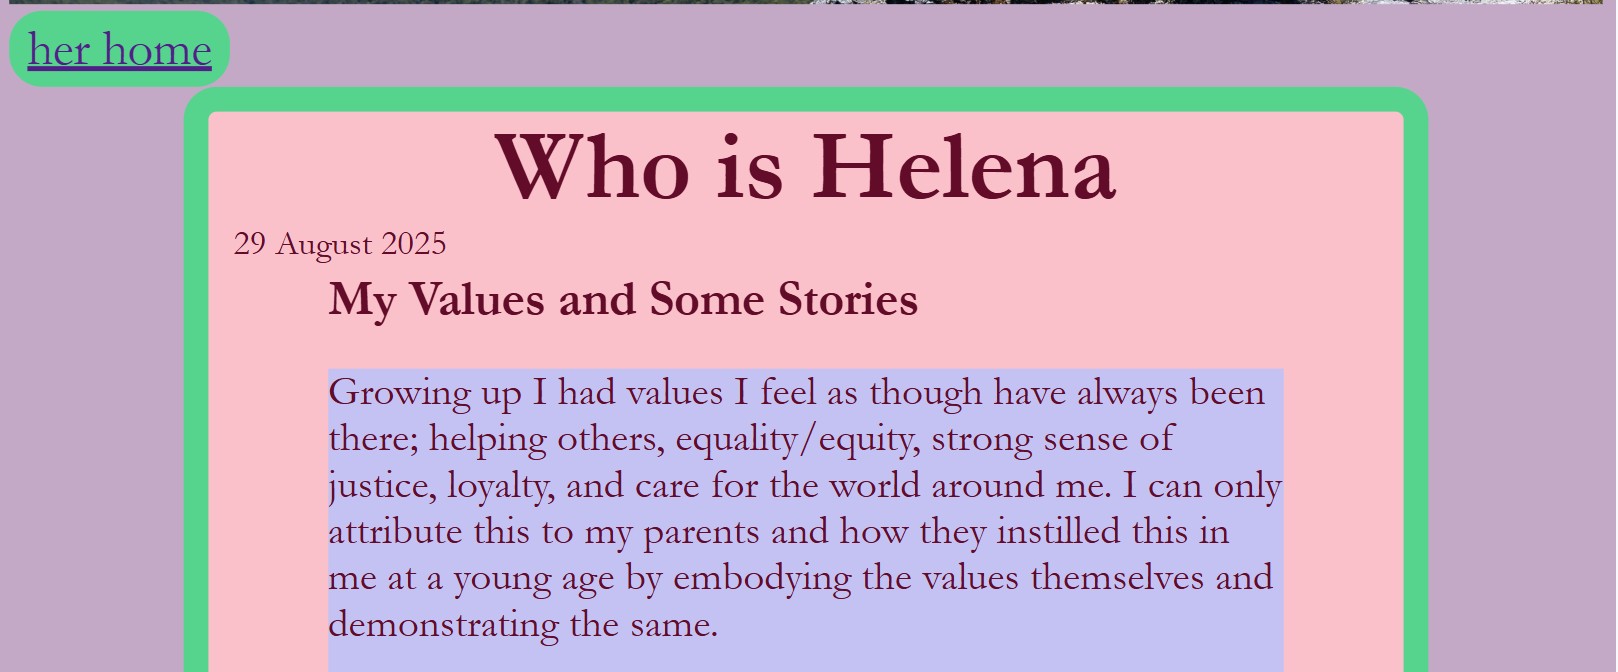 her home
Who is Helena
29 August 2025
My Values and Some Stories
Growing up I had values I feel as though have always been
there; helping others, equality/equity, strong sense of
justice, loyalty, and care for the world around me. I can only
attribute this to my parents and how they instilled this in
me at a young age by embodying the values themselves and
demonstrating the same.